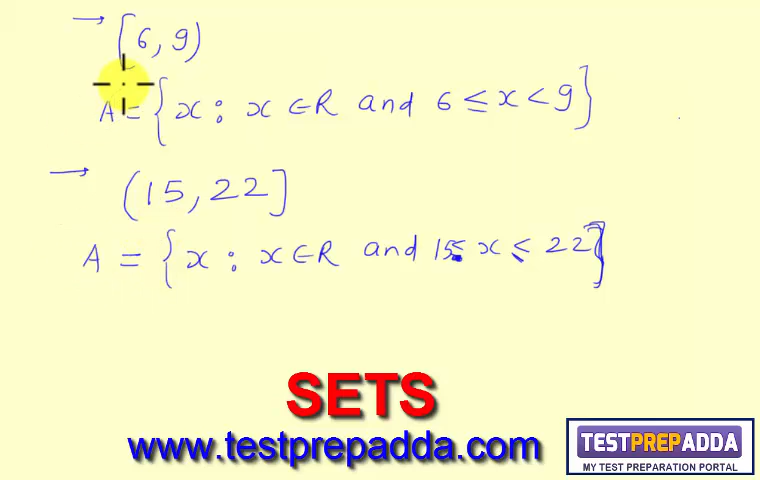 → [6, 9)
A = {x : x ∈ R and 6 ≤ x < 9}
→ (15, 22]
A = {x : x ∈ R and 15 < x ≤ 22}
SETS
www.testprepadda.com
TESTPREPADDA
MY TEST PREPARATION PORTAL